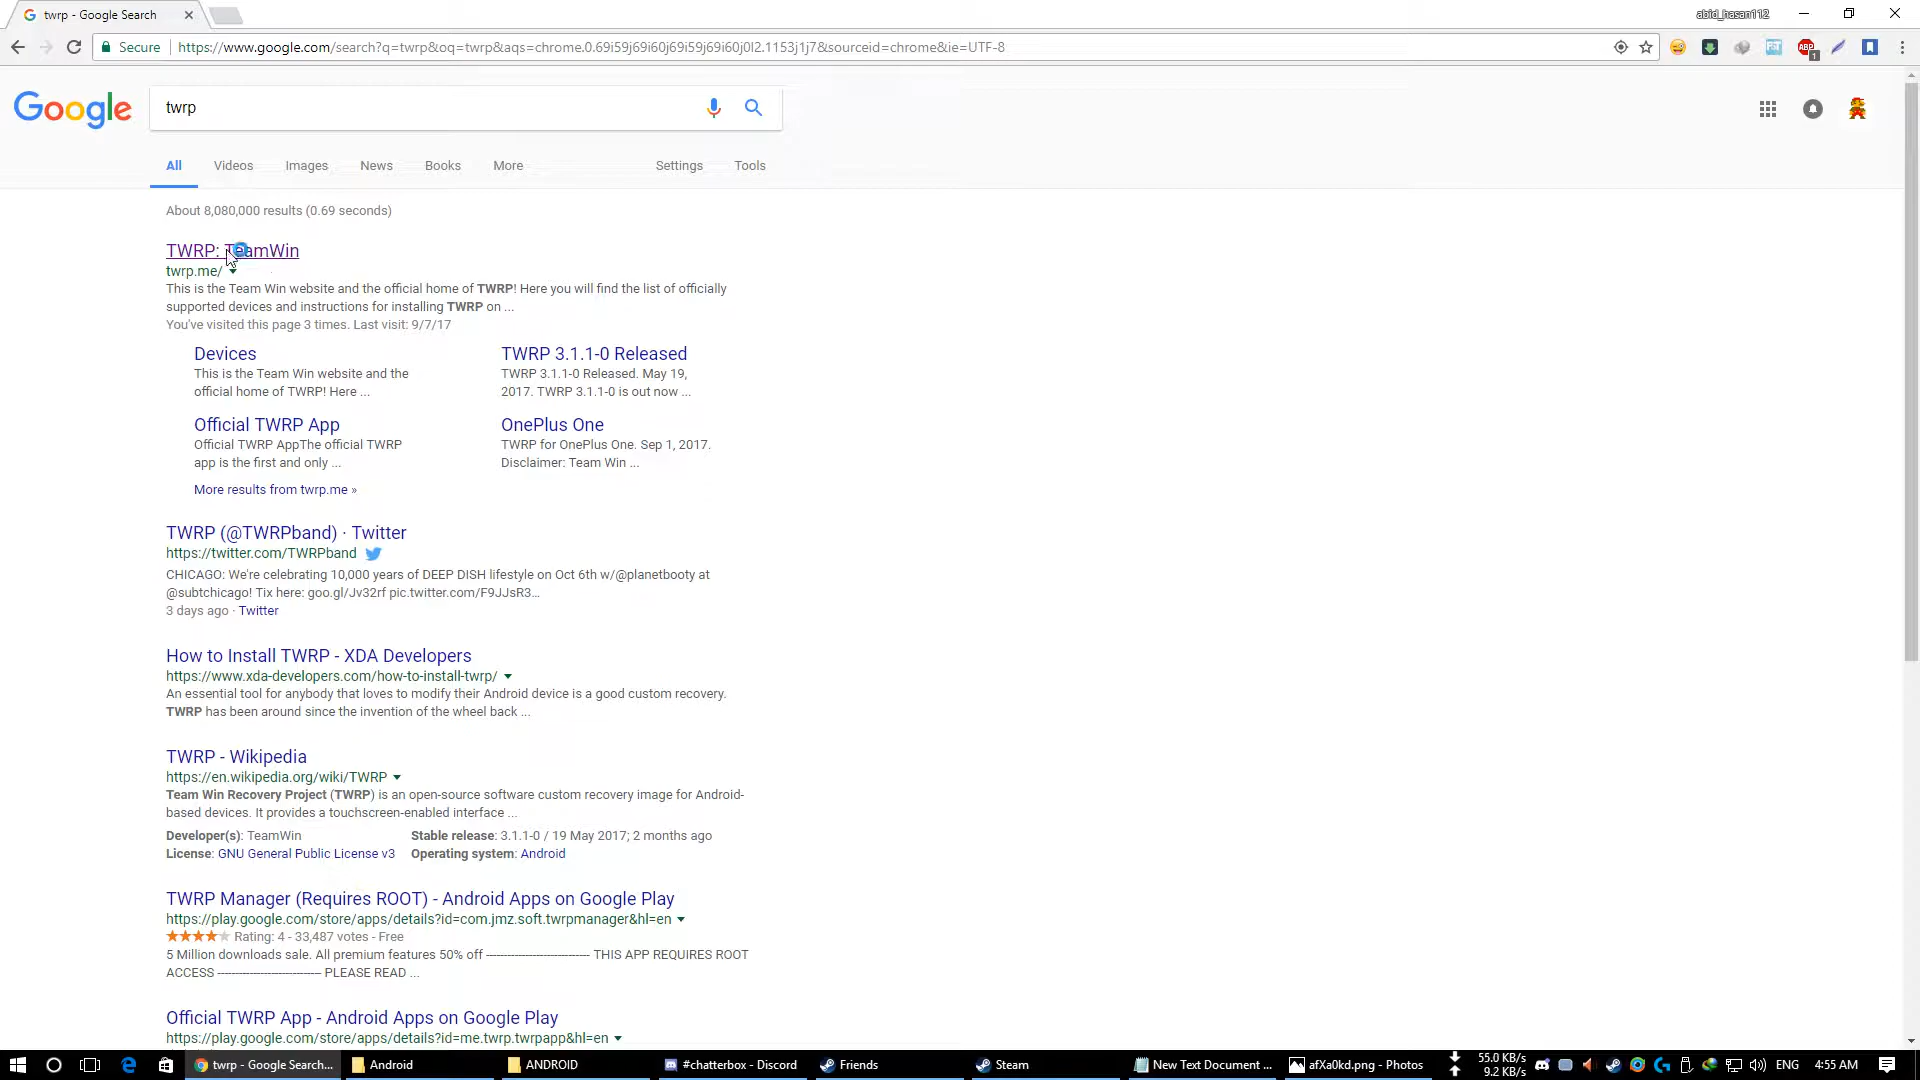 twrp - Google Search
abid_hasan112
Secure
https://www.google.com/search?q=twrp&oq=twrp&aqs=chrome.0.69i59j69i60j69i59j69i60j0l2.1153j1j7&sourceid=chrome&ie=UTF-8
ABP
1
Google
twrp
All
Videos
Images
News
Books
More
Settings
Tools
About 8,080,000 results (0.69 seconds)
TWRP: TeamWin
twrp.me/
This is the Team Win website and the official home of TWRP! Here you will find the list of officially
supported devices and instructions for installing TWRP on ...
You've visited this page 3 times. Last visit: 9/7/17
Devices
This is the Team Win website and the
official home of TWRP! Here ...
TWRP 3.1.1-0 Released
TWRP 3.1.1-0 Released. May 19,
2017. TWRP 3.1.1-0 is out now ...
Official TWRP App
Official TWRP AppThe official TWRP
app is the first and only ...
OnePlus One
TWRP for OnePlus One. Sep 1, 2017.
Disclaimer: Team Win ...
More results from twrp.me »
TWRP (@TWRPband) · Twitter
https://twitter.com/TWRPband
CHICAGO: We're celebrating 10,000 years of DEEP DISH lifestyle on Oct 6th w/@planetbooty at
@subtchicago! Tix here: goo.gl/Jv32rf pic.twitter.com/F9JJsR3…
3 days ago · Twitter
How to Install TWRP - XDA Developers
https://www.xda-developers.com/how-to-install-twrp/
An essential tool for anybody that loves to modify their Android device is a good custom recovery.
TWRP has been around since the invention of the wheel back ...
TWRP - Wikipedia
https://en.wikipedia.org/wiki/TWRP
Team Win Recovery Project (TWRP) is an open-source software custom recovery image for Android-
based devices. It provides a touchscreen-enabled interface ...
Developer(s): TeamWin
Stable release: 3.1.1-0 / 19 May 2017; 2 months ago
License: GNU General Public License v3
Operating system: Android
TWRP Manager (Requires ROOT) - Android Apps on Google Play
https://play.google.com/store/apps/details?id=com.jmz.soft.twrpmanager&hl=en
Rating: 4 - 33,487 votes - Free
5 Million downloads sale. All premium features 50% off ---------------------------- THIS APP REQUIRES ROOT
ACCESS ---------------------------- PLEASE READ ...
Official TWRP App - Android Apps on Google Play
https://play.google.com/store/apps/details?id=me.twrp.twrpapp&hl=en
twrp - Google Search...
Android
ANDROID
#chatterbox - Discord
Friends
Steam
New Text Document ...
afXa0kd.png - Photos
55.0 KB/s
9.2 KB/s
ENG
4:55 AM